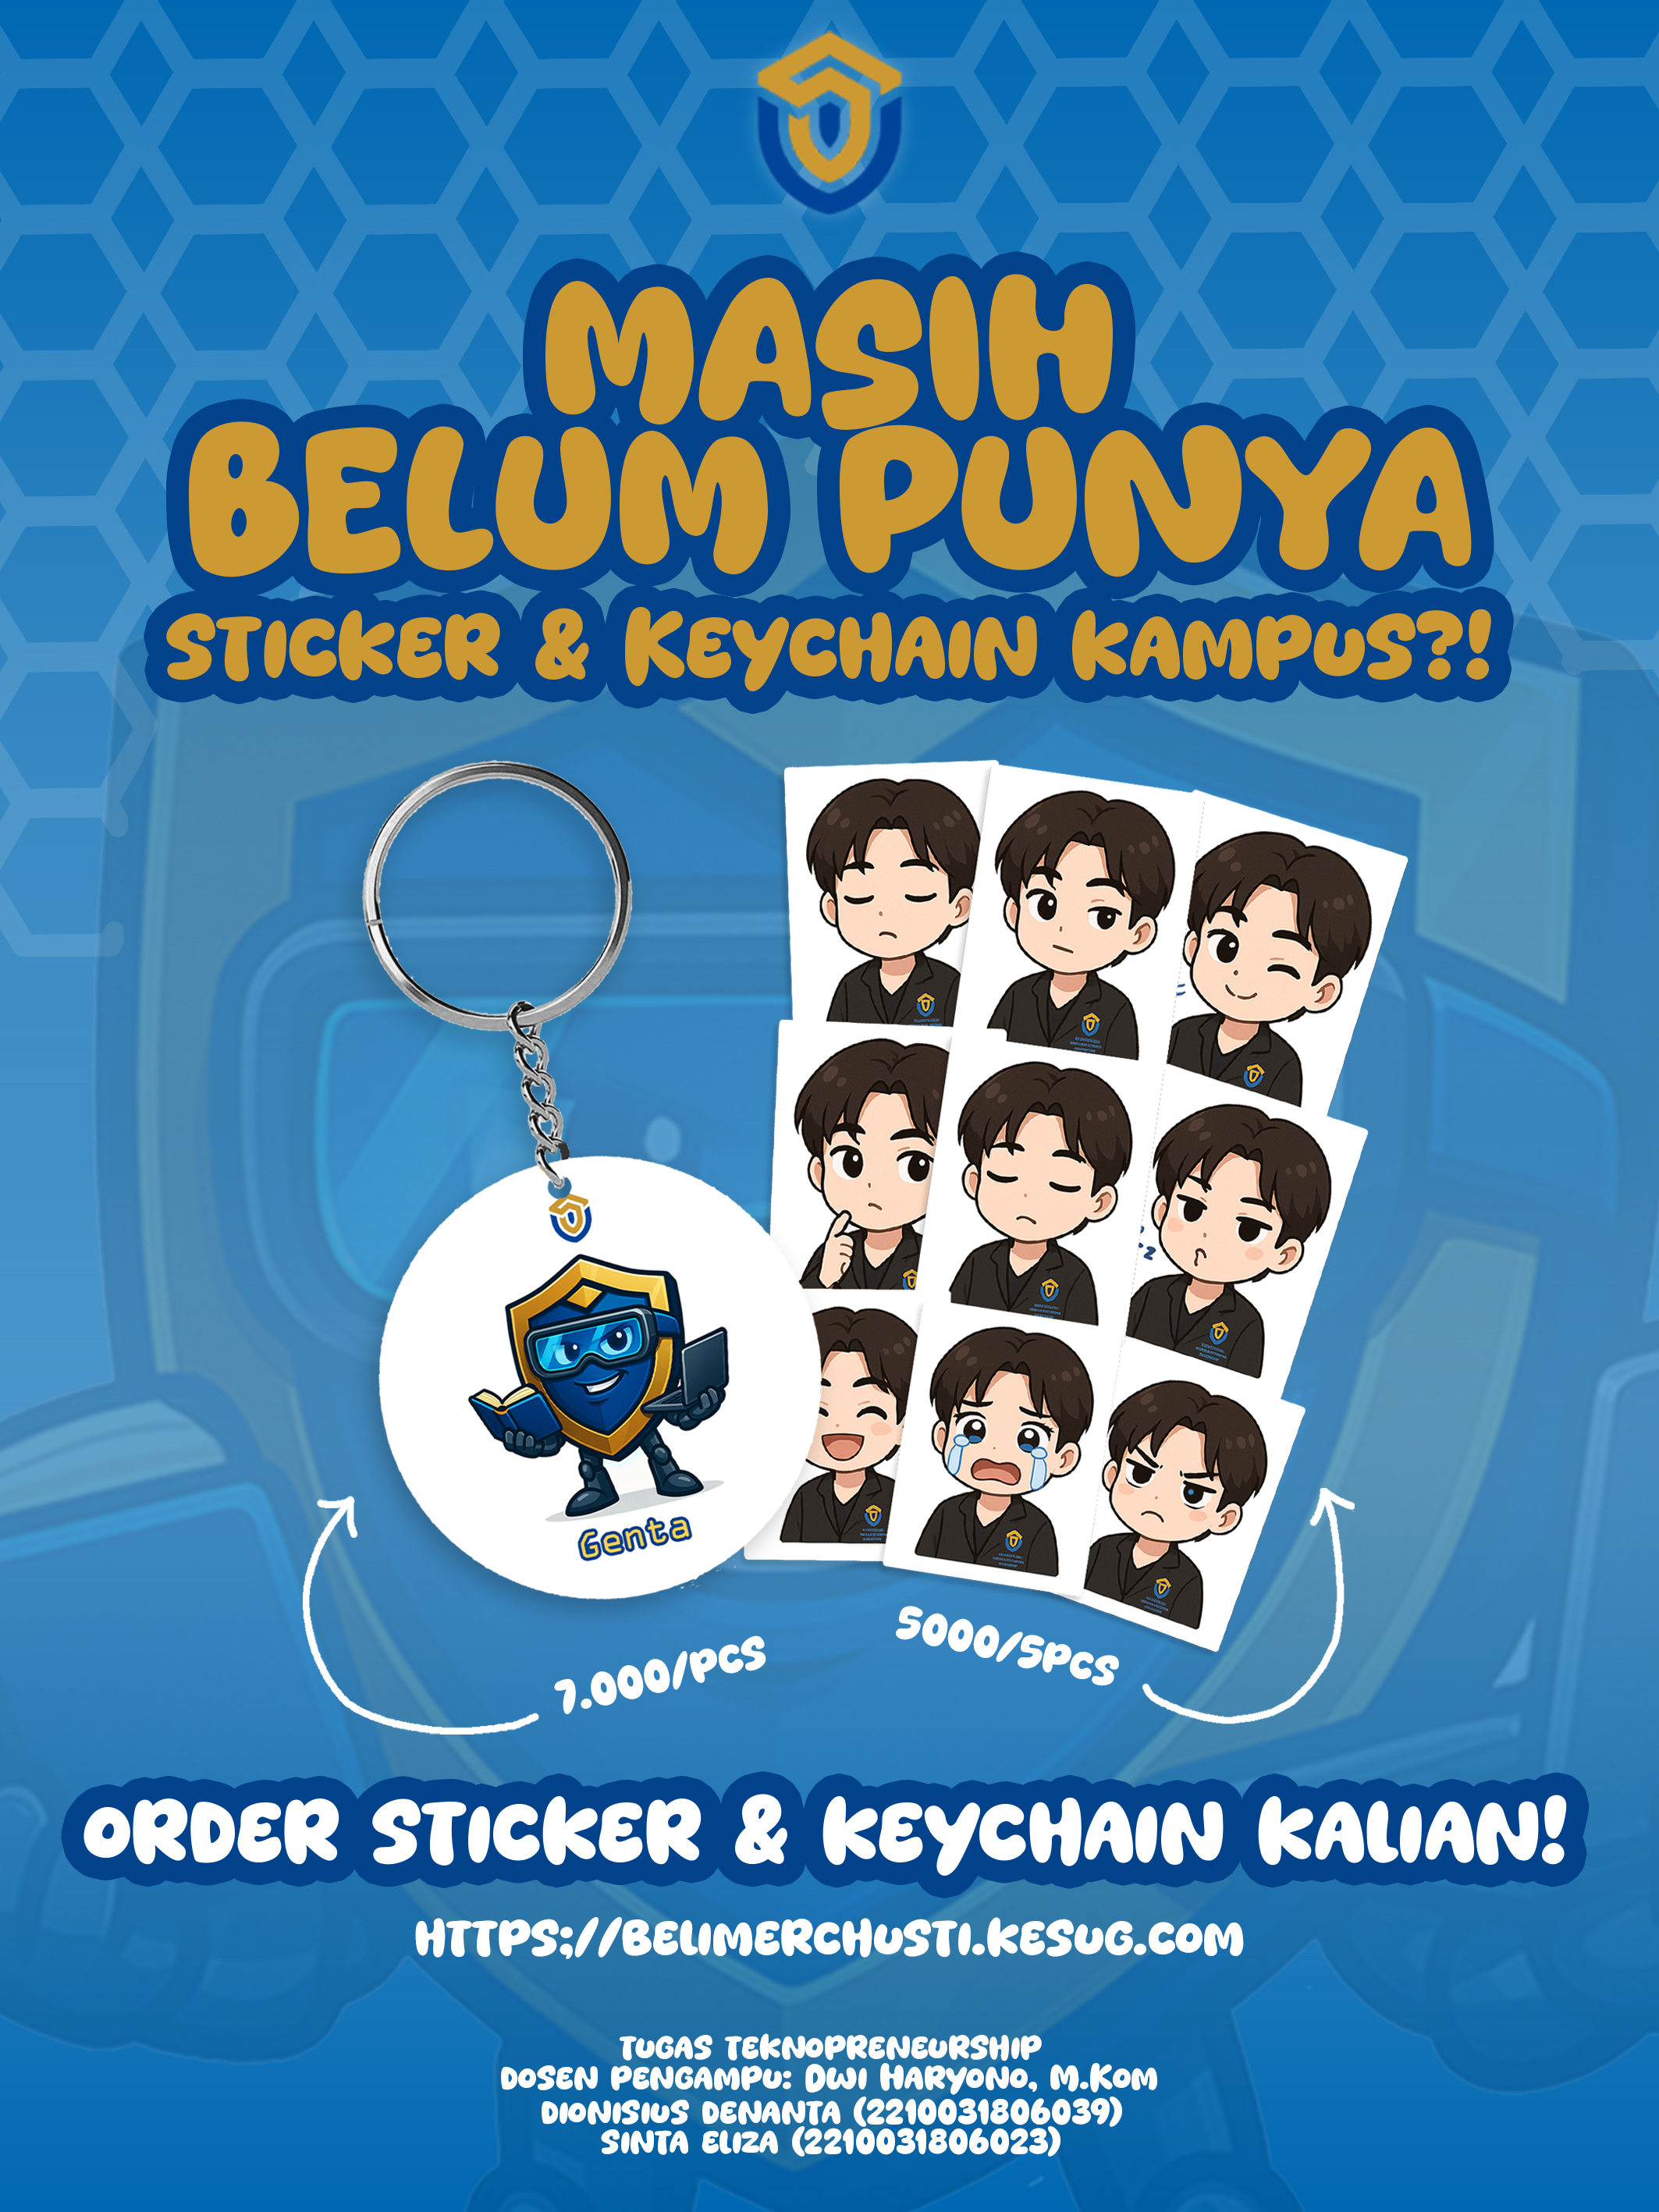 MASIH
BELUM PUNYA
STICKER & KEYCHAIN KAMPUS?!
Genta
7.000/PCS
5000/5PCS
ORDER STICKER & KEYCHAIN KALIAN!
HTTPS://BELIMERCHUSTI.KESUG.COM
TUGAS TEKNOPRENEURSHIP
DOSEN PENGAMPU: DWI HARYONO, M.KOM
DIONISIUS DENANTA (2210031806039)
SINTA ELIZA (2210031806023)